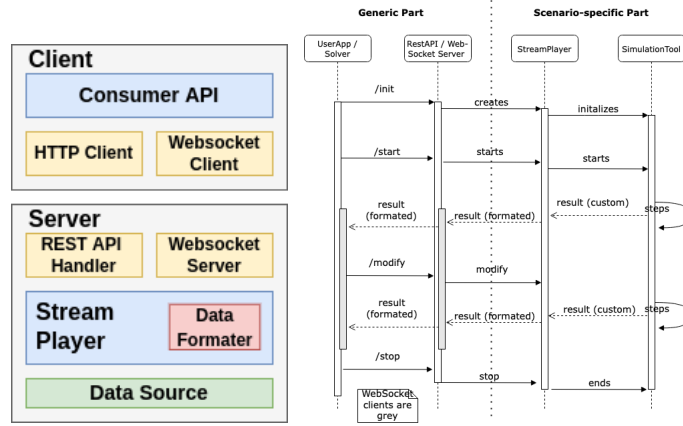 Client
Consumer API
HTTP Client
Websocket
Client
Server
REST API
Handler
Websocket
Server
Stream
Player
Data
Formater
Data Source
Generic Part
Scenario-specific Part
UserApp /
Solver
RestAPI / Web-
Socket Server
StreamPlayer
SimulationTool
/init
creates
initalizes
/start
starts
starts
result
(formated)
result (formated)
result (custom)
steps
/modify
modify
result
(formated)
result (formated)
result (custom)
steps
/stop
stop
ends
WebSocket
clients are
grey